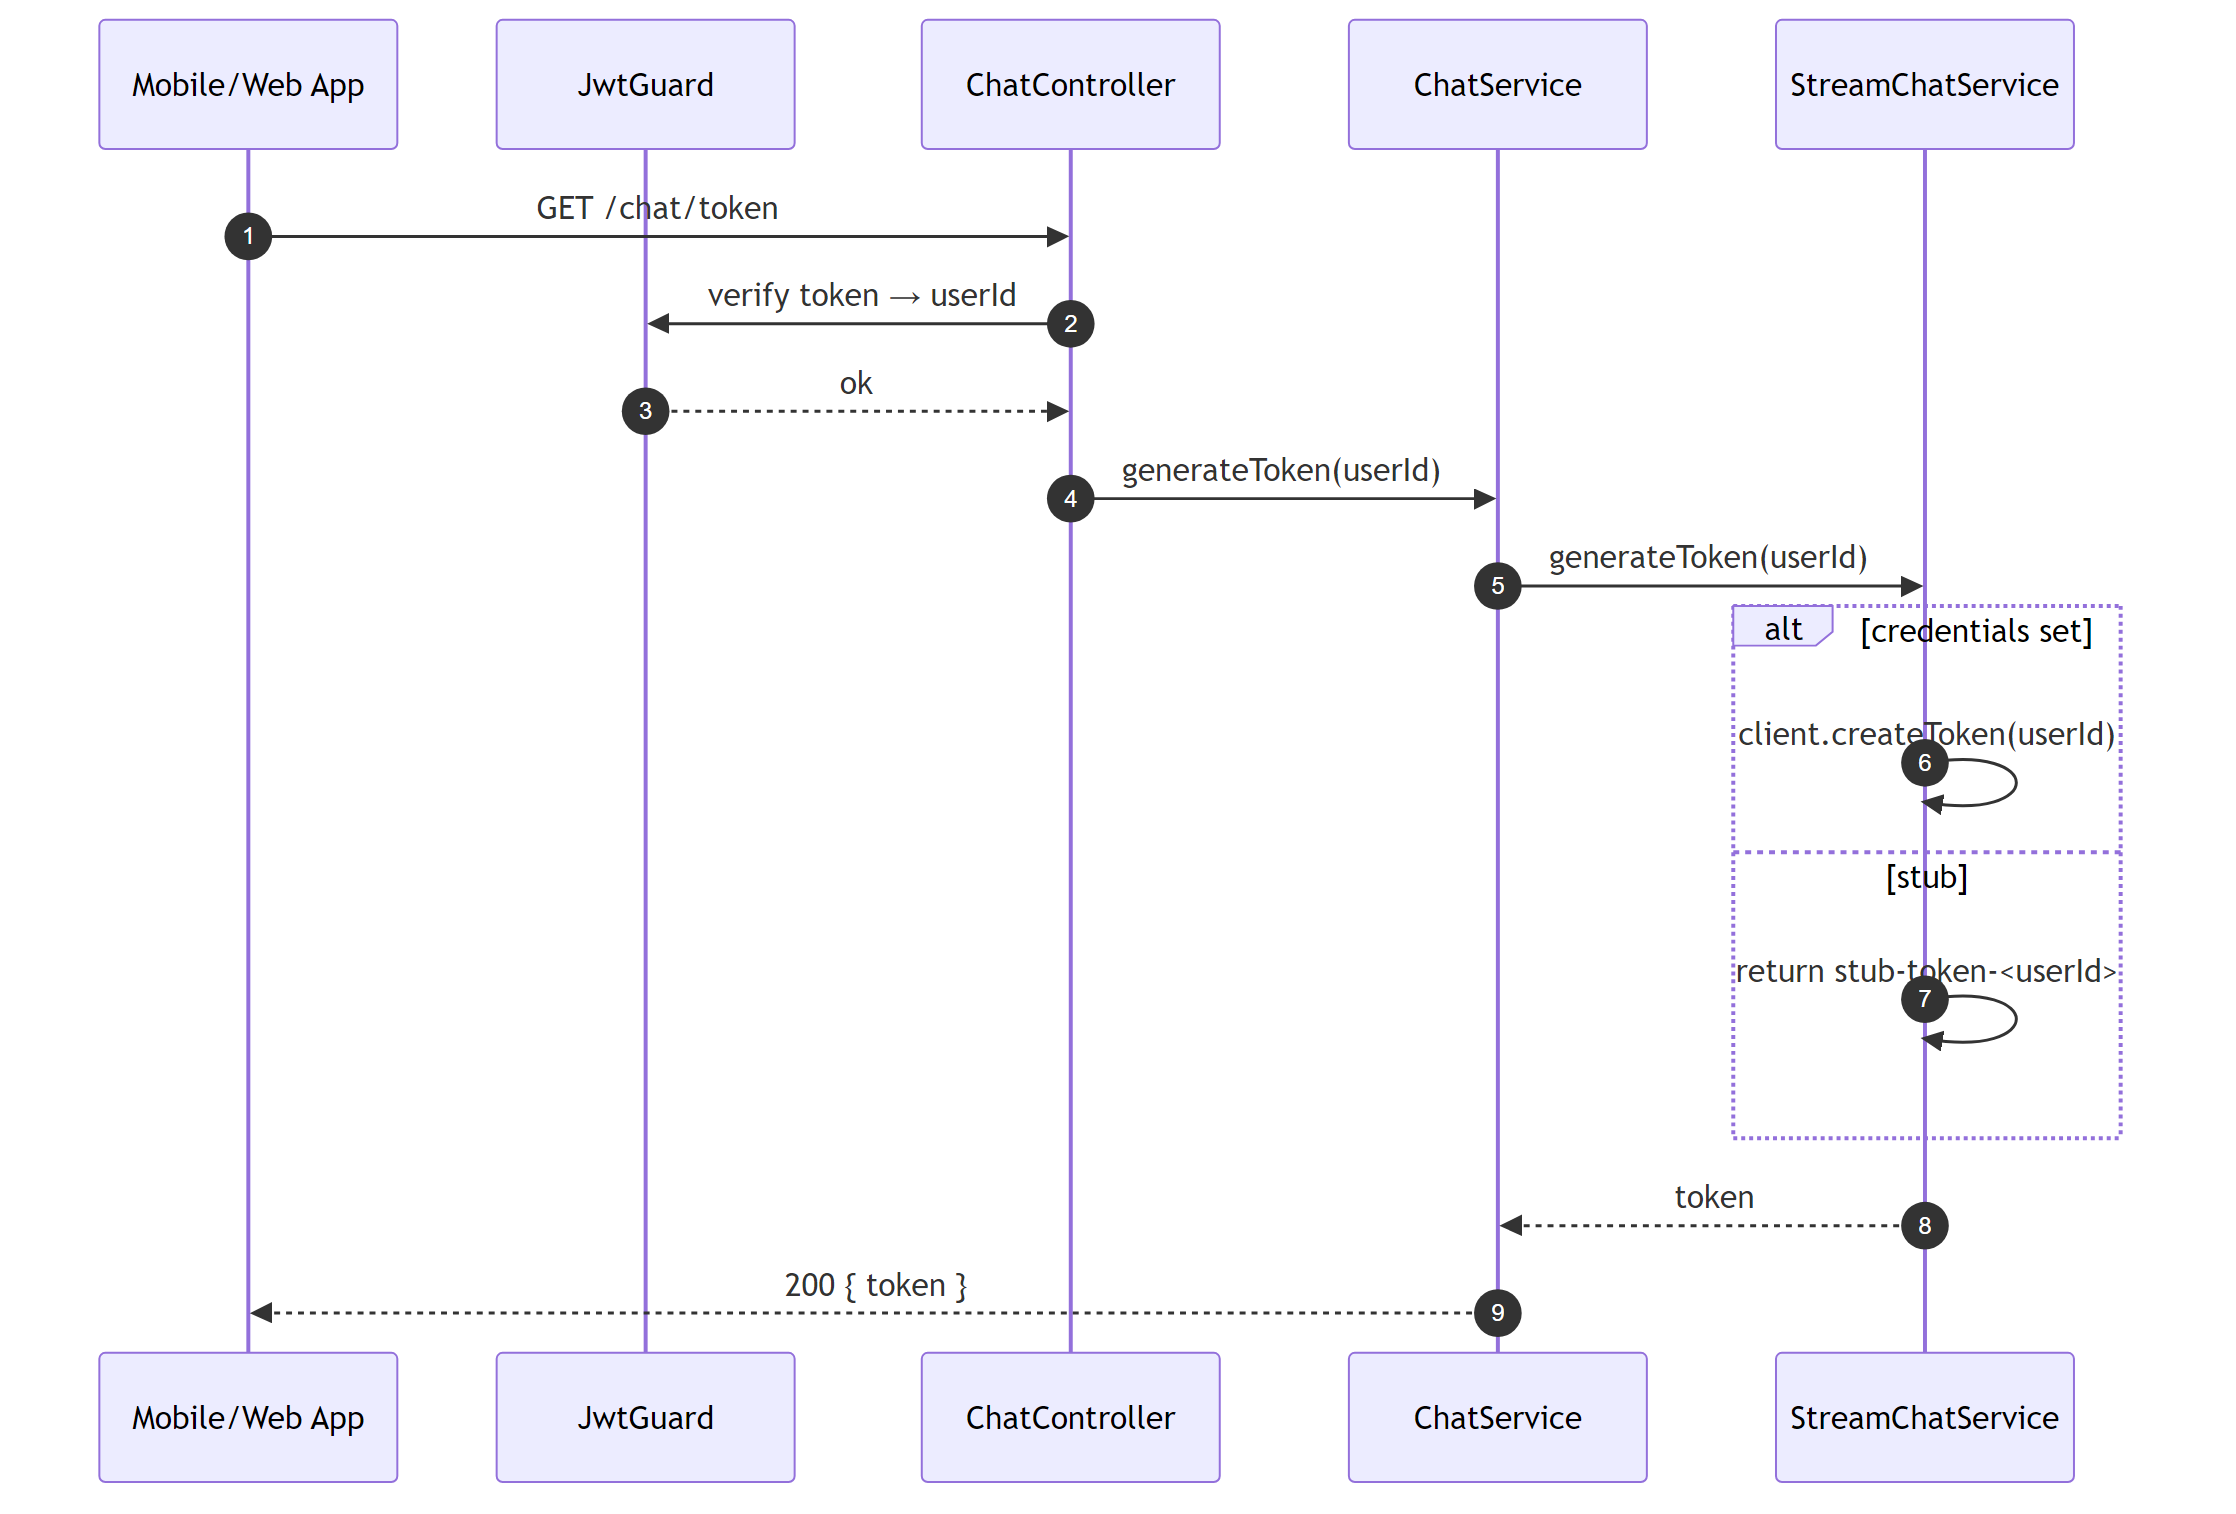 Mobile/Web App
JwtGuard
ChatController
ChatService
StreamChatService
GET /chat/token
1
verify token → userId
2
ok
3
generateToken(userId)
4
generateToken(userId)
5
alt
[credentials set]
client.createToken(userId)
6
[stub]
return stub-token-<userId>
7
token
8
200 { token }
9
Mobile/Web App
JwtGuard
ChatController
ChatService
StreamChatService